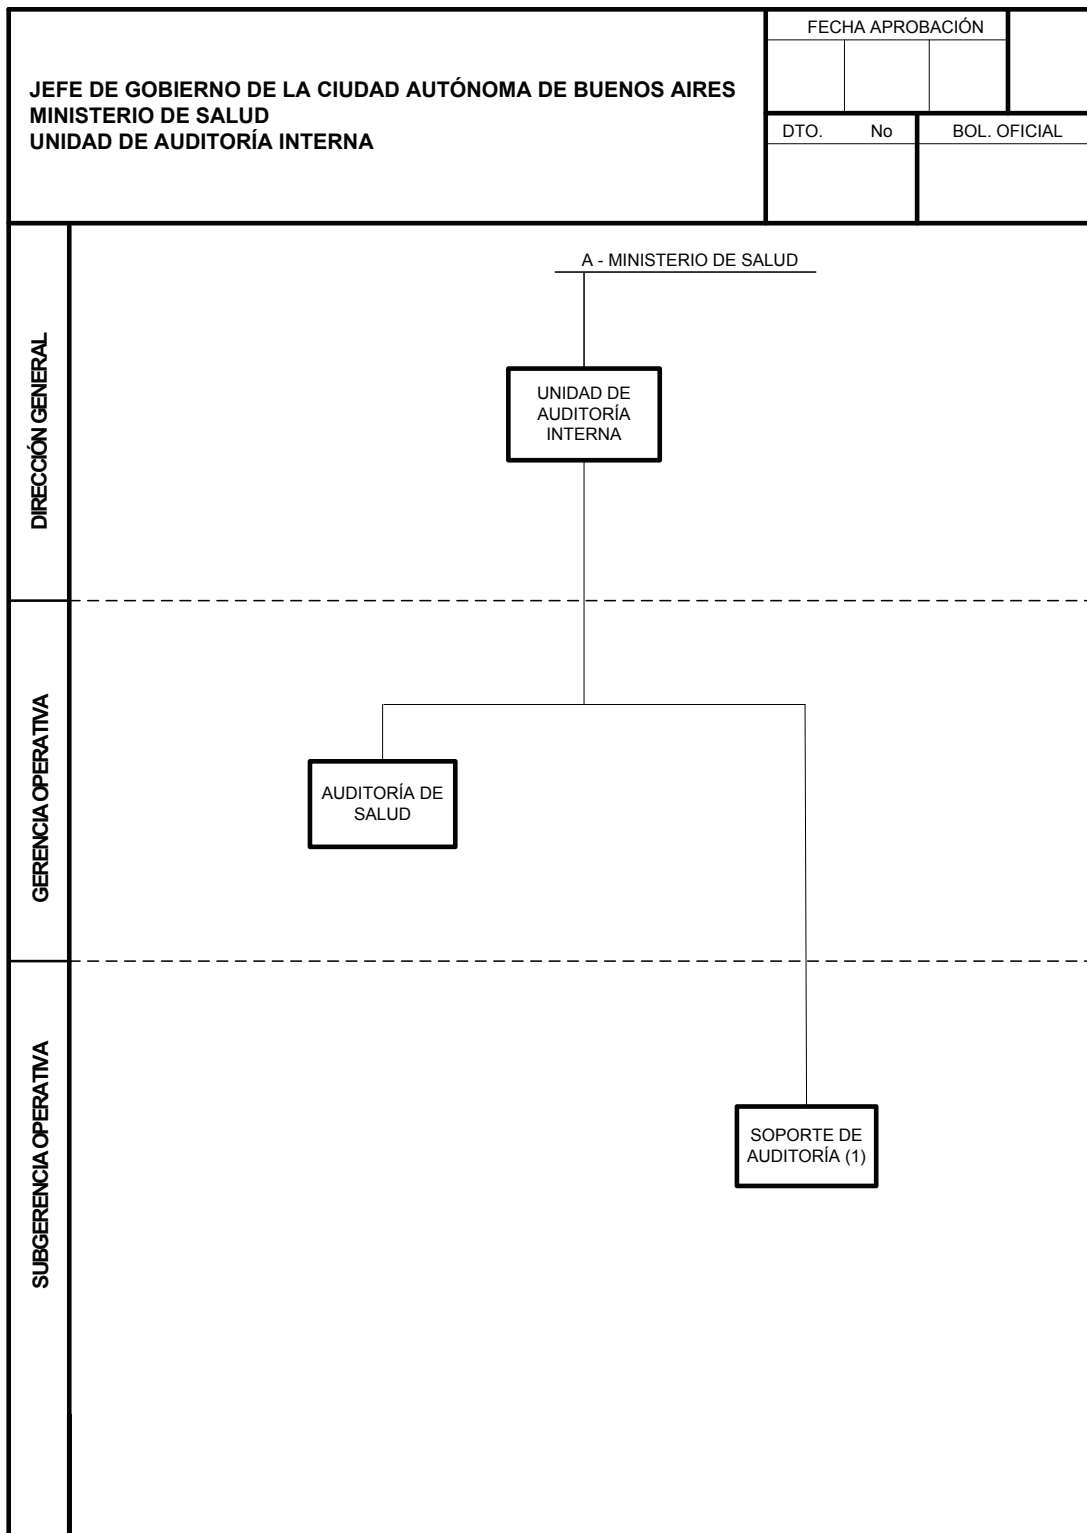 JEFE DE GOBIERNO DE LA CIUDAD AUTÓNOMA DE BUENOS AIRES
MINISTERIO DE SALUD
UNIDAD DE AUDITORÍA INTERNA
FECHA APROBACIÓN
DTO. No
BOL. OFICIAL
DIRECCIÓN GENERAL
A - MINISTERIO DE SALUD
UNIDAD DE
AUDITORÍA
INTERNA
GERENCIA OPERATIVA
AUDITORÍA DE
SALUD
SUBGERENCIA OPERATIVA
SOPORTE DE
AUDITORÍA (1)